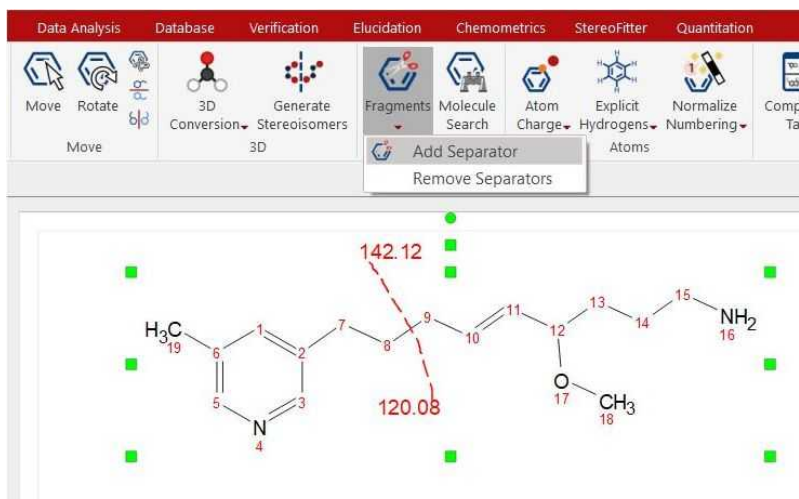 Data Analysis Database Verification Elucidation Chemometrics StereoFitter Quantitation
Move Rotate 3D Conversion Generate Stereoisomers Fragments Molecule Search Atom Charge Explicit Hydrogens Normalize Numbering
Move 3D Atoms
Add Separator
Remove Separators
142.12
H3C 19 6 1 2 7 8 9 10 11 12 13 14 15 NH2 16
5 N 4 3
120.08
O 17 CH3 18